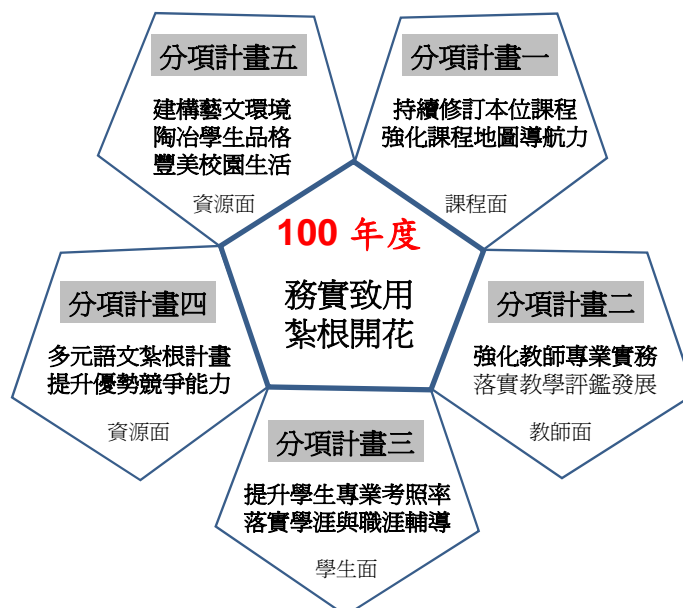 100 年度
務實致用
紮根開花
分項計畫一
持續修訂本位課程
強化課程地圖導航力
課程面
分項計畫二
強化教師專業實務
落實教學評鑑發展
教師面
分項計畫三
提升學生專業考照率
落實學涯與職涯輔導
學生面
分項計畫四
多元語文紮根計畫
提升優勢競爭能力
資源面
分項計畫五
建構藝文環境
陶冶學生品格
豐美校園生活
資源面